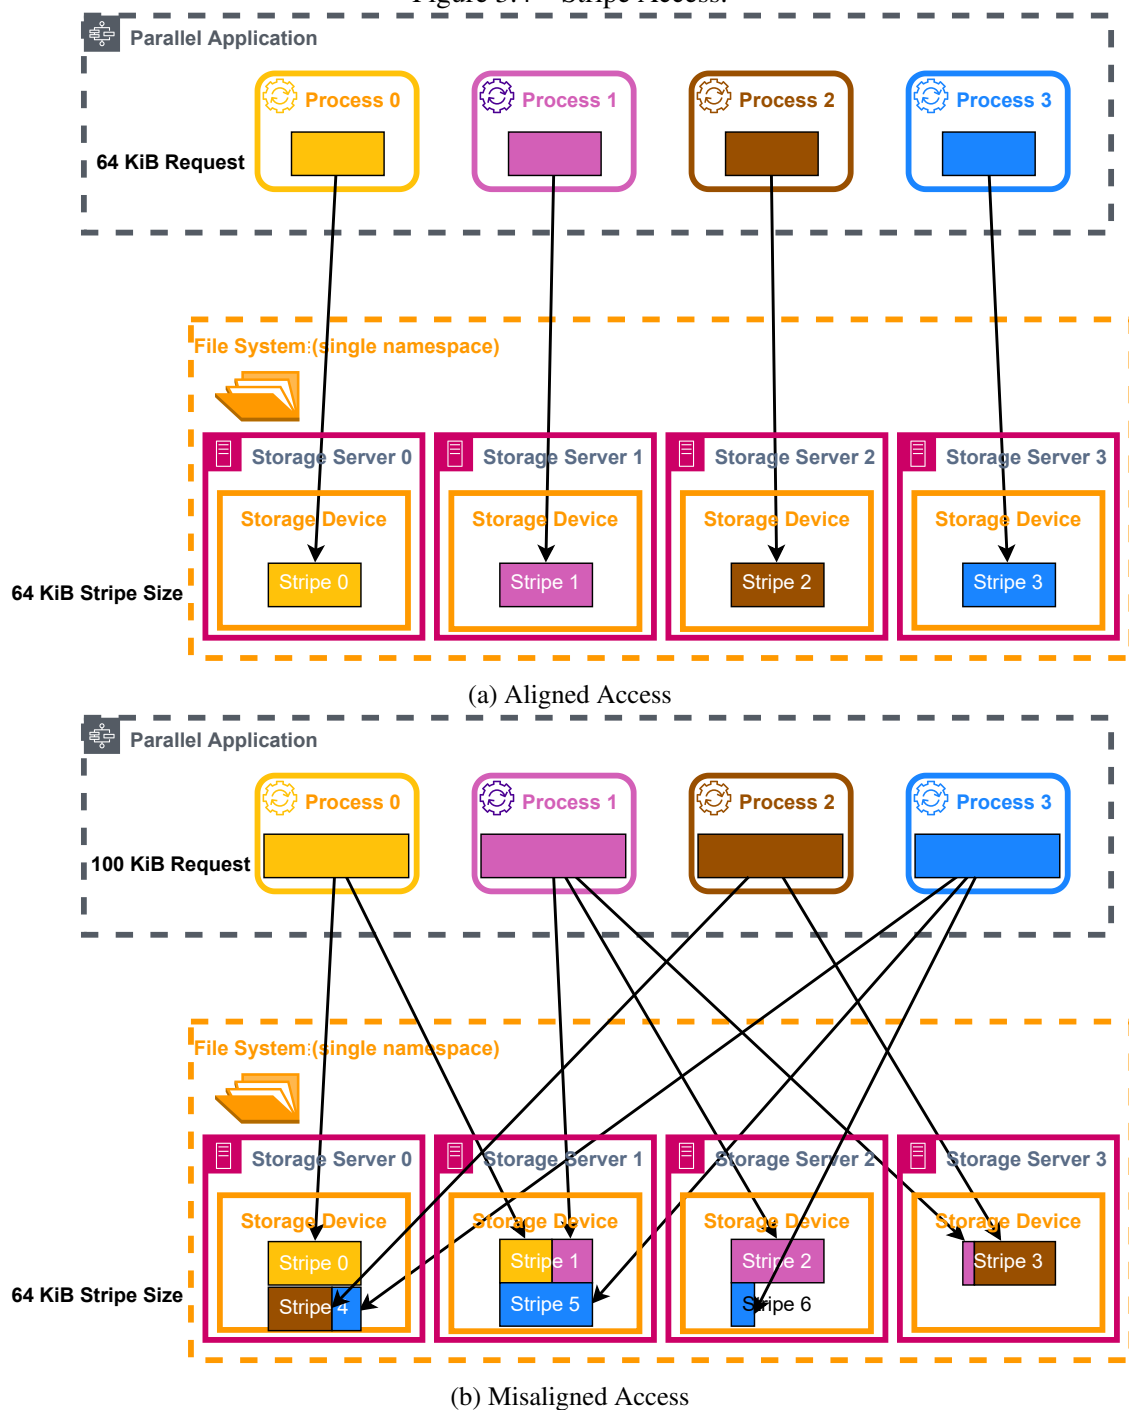 Figure 3.4 – Stripe Access.
Parallel Application
Process 0
Process 1
Process 2
Process 3
64 KiB Request
File System (single namespace)
Storage Server 0
Storage Server 1
Storage Server 2
Storage Server 3
Storage Device
Storage Device
Storage Device
Storage Device
Stripe 0
Stripe 1
Stripe 2
Stripe 3
64 KiB Stripe Size
(a) Aligned Access
Parallel Application
Process 0
Process 1
Process 2
Process 3
100 KiB Request
File System (single namespace)
Storage Server 0
Storage Server 1
Storage Server 2
Storage Server 3
Storage Device
Storage Device
Storage Device
Storage Device
Stripe 0
Stripe 1
Stripe 2
Stripe 3
64 KiB Stripe Size
Stripe 4
Stripe 5
Stripe 6
(b) Misaligned Access